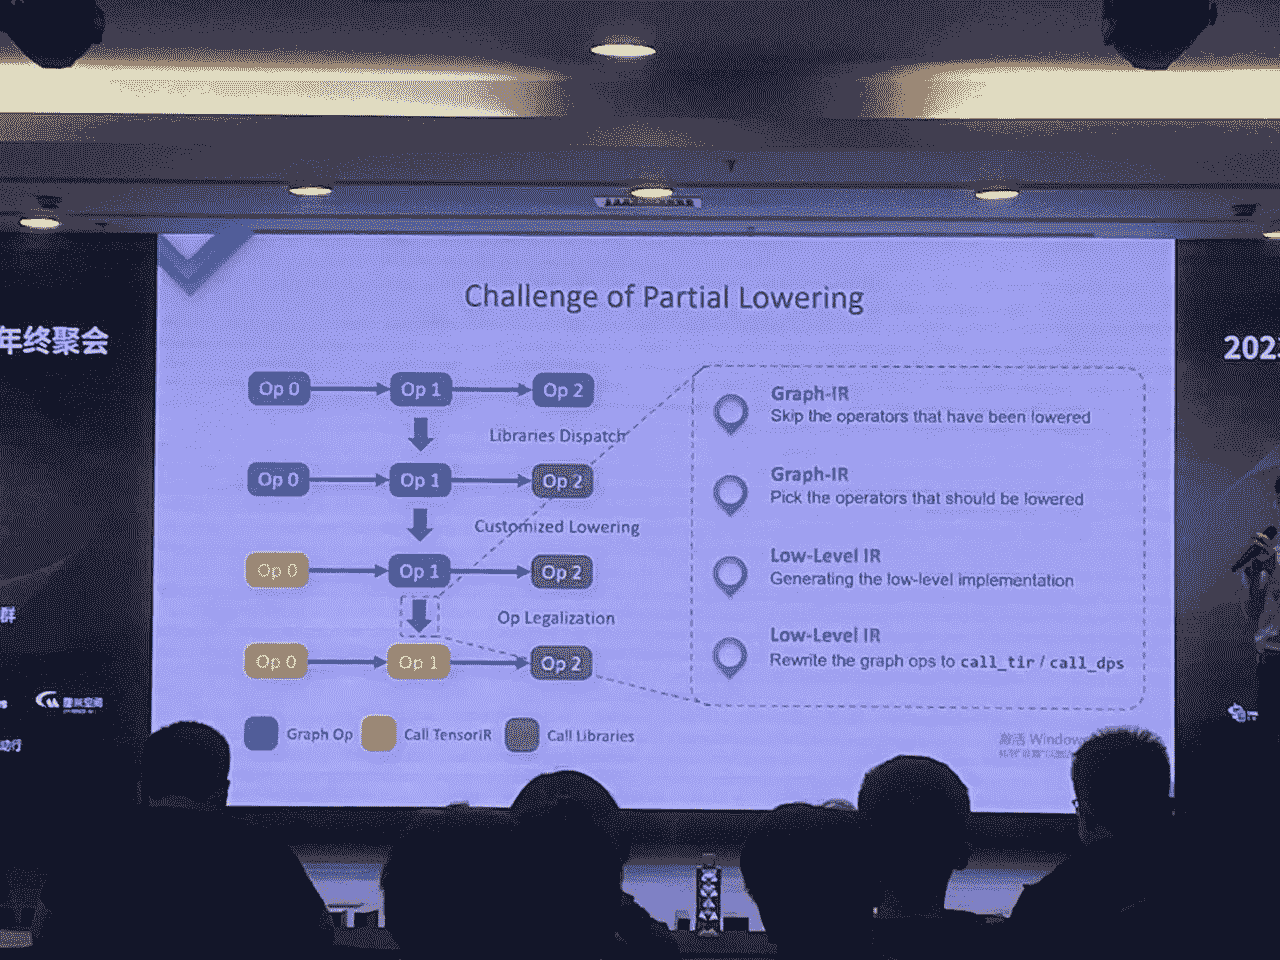 Challenge of Partial Lowering
年终聚会
202
Op 0
Op 1
Op 2
Libraries Dispatch
Op 0
Op 1
Op 2
Customized Lowering
Op 0
Op 1
Op 2
Op Legalization
Op 0
Op 1
Op 2
Graph Op
Call TensorIR
Call Libraries
Graph-IR
Skip the operators that have been lowered
Graph-IR
Pick the operators that should be lowered
Low-Level IR
Generating the low-level implementation
Low-Level IR
Rewrite the graph ops to call_tir / call_dps
激活 Windows
群